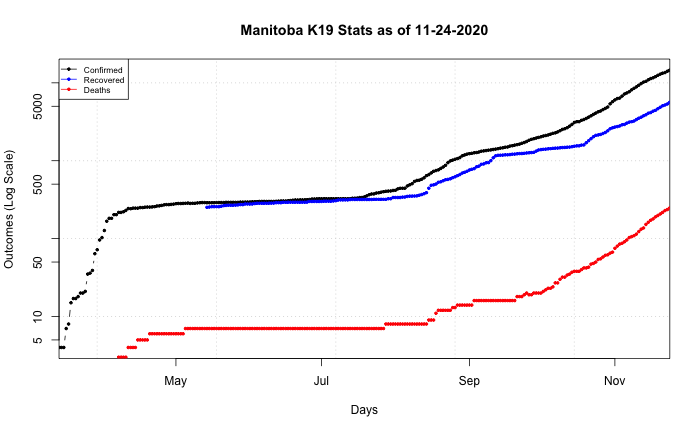 Manitoba K19 Stats as of 11-24-2020
Confirmed
Recovered
Deaths
Outcomes (Log Scale)
5000
500
50
10
5
May
Jul
Sep
Nov
Days